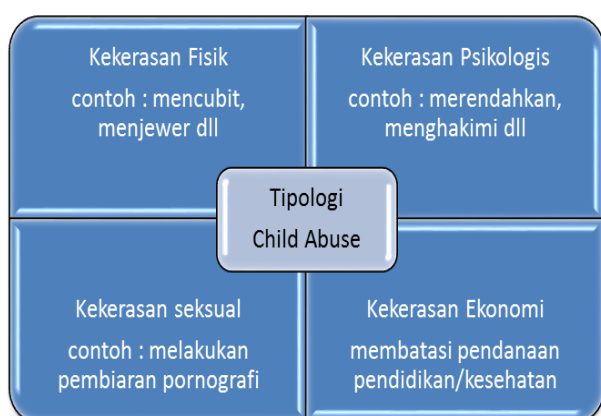 Kekerasan Fisik
contoh : mencubit,
menjewer dll
Kekerasan Psikologis
contoh : merendahkan,
menghakimi dll
Tipologi
Child Abuse
Kekerasan seksual
contoh : melakukan
pembiaran pornografi
Kekerasan Ekonomi
membatasi pendanaan
pendidikan/kesehatan